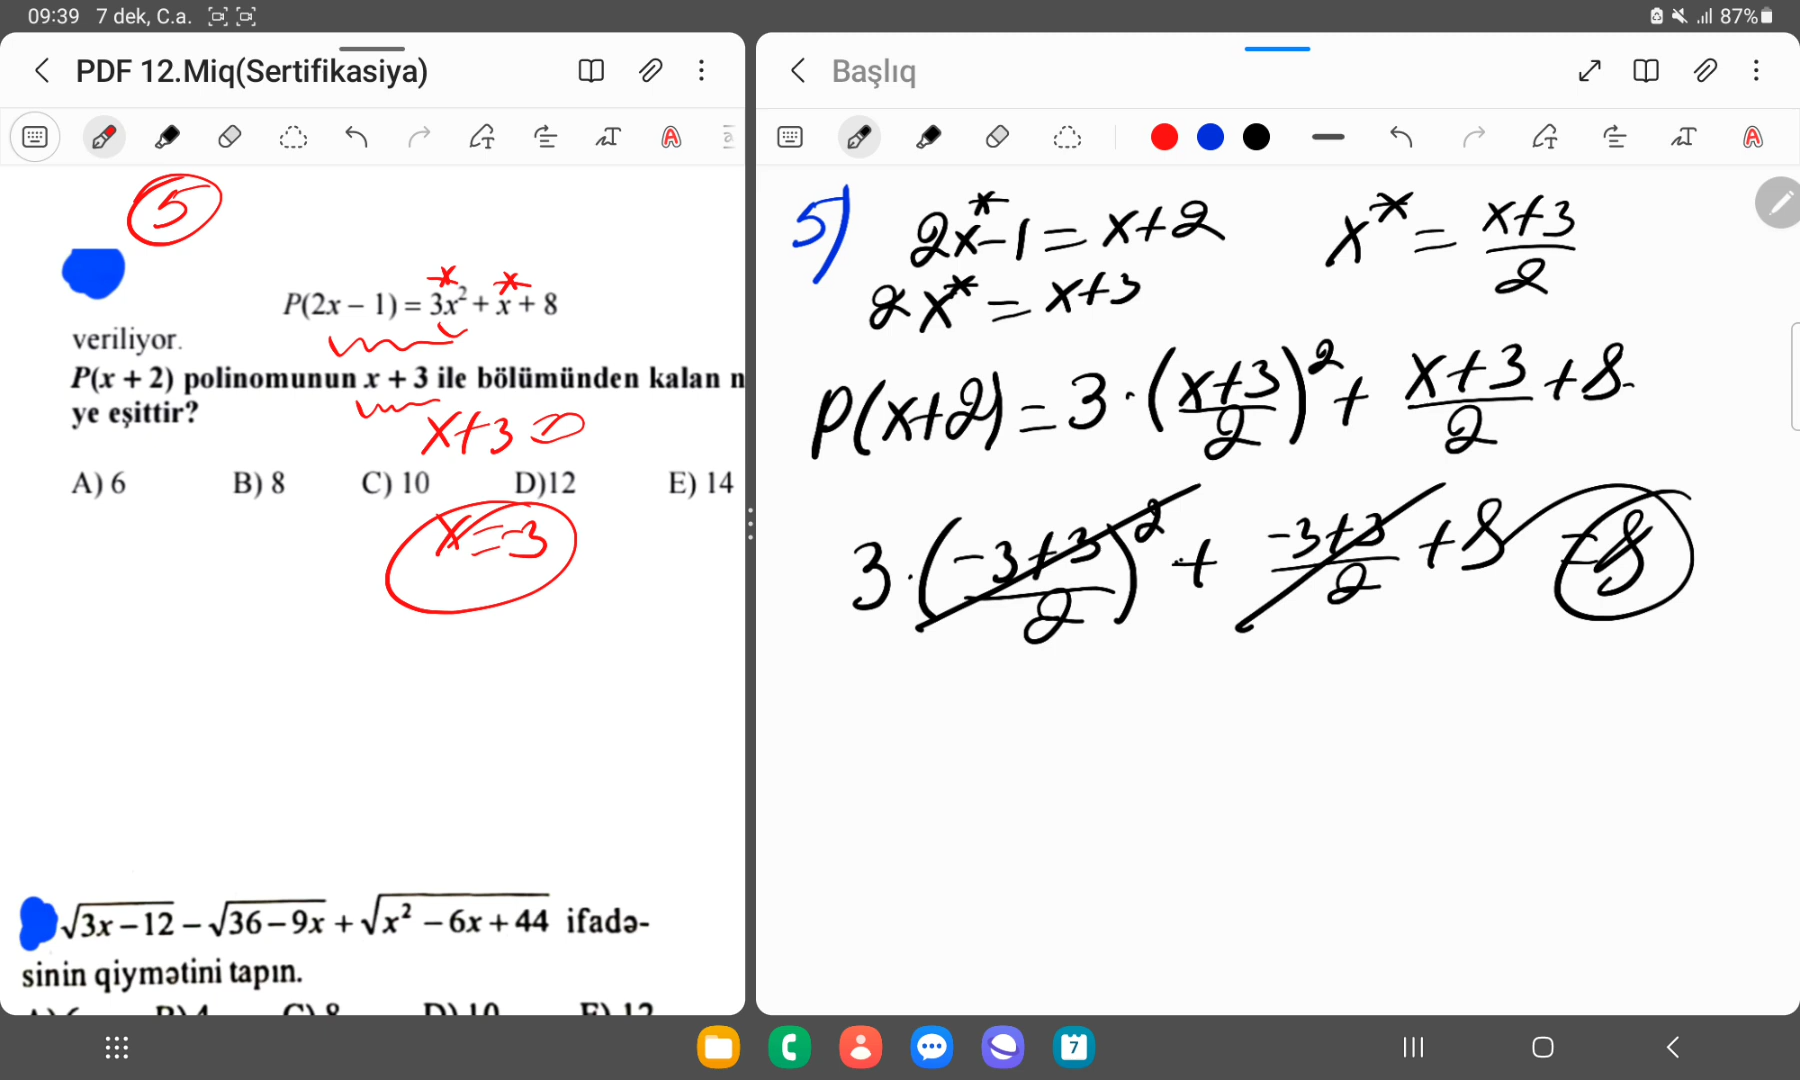 09:39 7 dek, C.a.
87%
PDF 12.Miq(Sertifikasiya)
5
P(2x – 1) = 3x² + x + 8
* *
veriliyor.
P(x + 2) polinomunun x + 3 ile bölümünden kalan n
ye eşittir?
x+3=0
A) 6 B) 8 C) 10 D)12 E) 14
x=-3
√3x – 12 – √36 – 9x + √x² – 6x + 44 ifadə-
sinin qiymətini tapın.
Başlıq
5) 2x*-1=x+2 x* = x+3/2
2x* = x+3
P(x+2) = 3·(x+3/2)² + x+3/2 + 8
3·(-3+3/2)² + -3+3/2 + 8 = 8
7